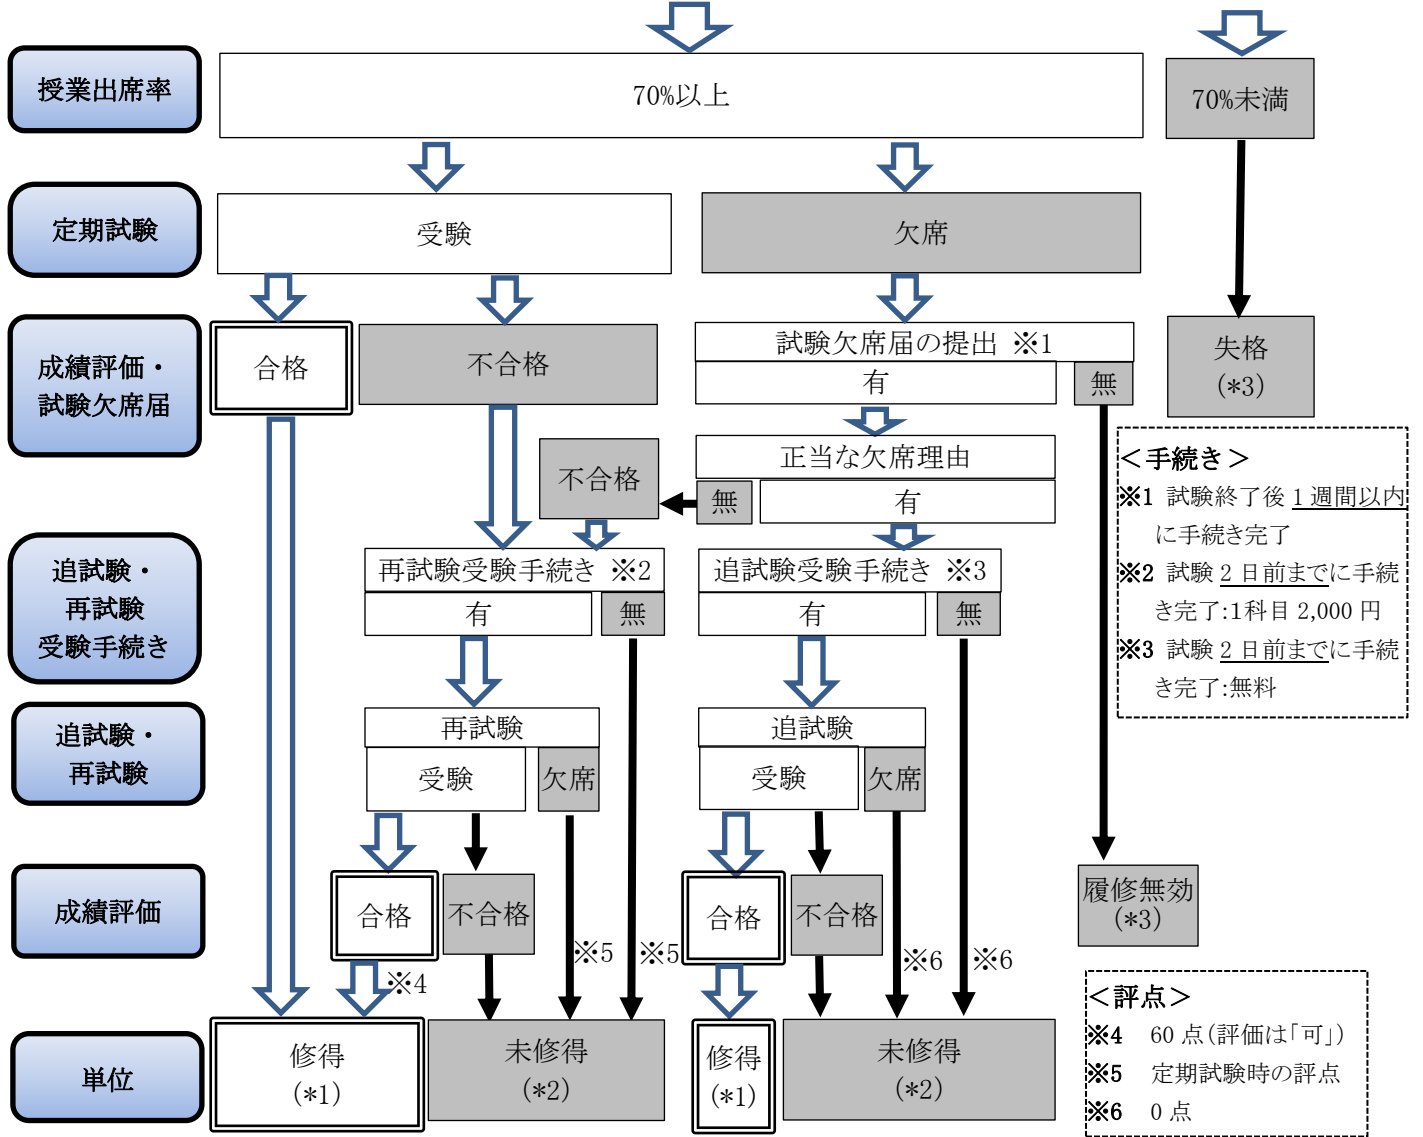 授業出席率
70%以上
70%未満
定期試験
受験
欠席
成績評価・
試験欠席届
合格
不合格
試験欠席届の提出 ※1
有
無
失格
(*3)
正当な欠席理由
無
有
不合格
<手続き>
※1 試験終了後 1 週間以内
に手続き完了
※2 試験 2 日前までに手続
き完了:1科目 2,000 円
※3 試験 2 日前までに手続
き完了:無料
追試験・
再試験
受験手続き
再試験受験手続き ※2
有
無
追試験受験手続き ※3
有
無
追試験・
再試験
再試験
受験
欠席
追試験
受験
欠席
成績評価
合格
不合格
※5
※5
合格
不合格
※6
※6
履修無効
(*3)
※4
単位
修得
(*1)
未修得
(*2)
修得
(*1)
未修得
(*2)
<評点>
※4 60 点(評価は「可」)
※5 定期試験時の評点
※6 0 点